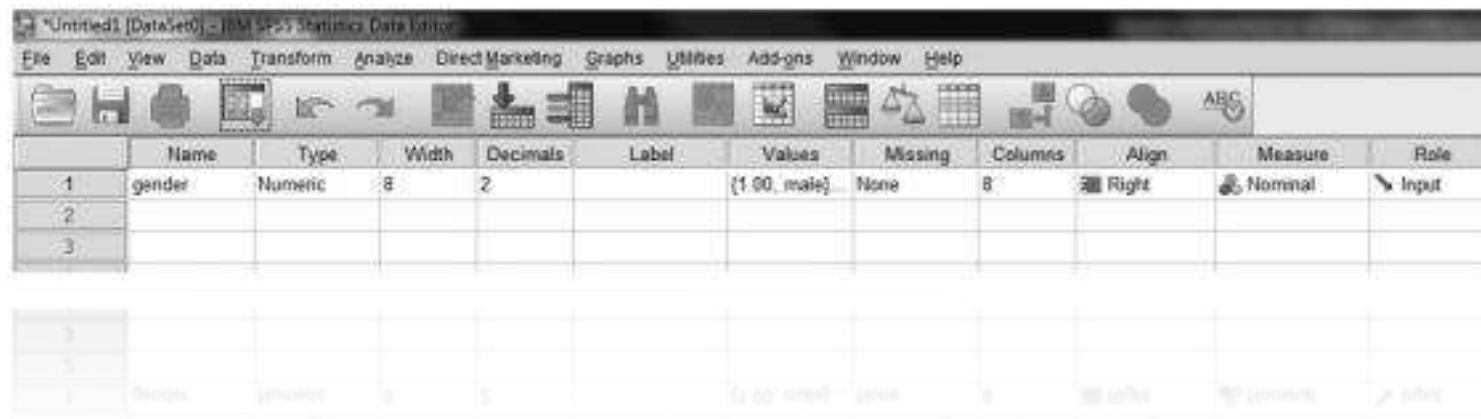 *Untitled1 [DataSet0] - IBM SPSS Statistics Data Editor
File Edit View Data Transform Analyze Direct Marketing Graphs Utilities Add-ons Window Help
ABC
Name Type Width Decimals Label Values Missing Columns Align Measure Role
1 gender Numeric 8 2 {1.00, male}... None 8 Right Nominal Input
2
3